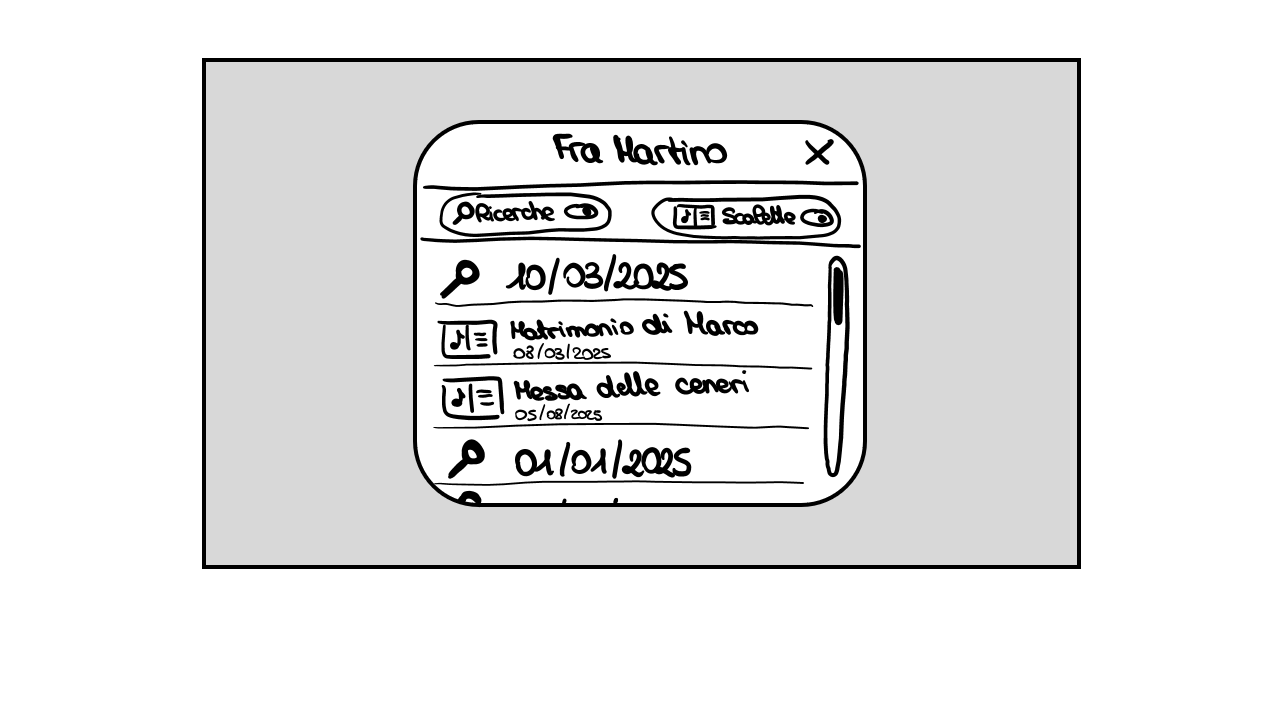 Fra Martino
Ricerche
Scalette
10/03/2025
Matrimonio di Marco
08/03/2025
Messa delle ceneri
05/08/2025
01/01/2025